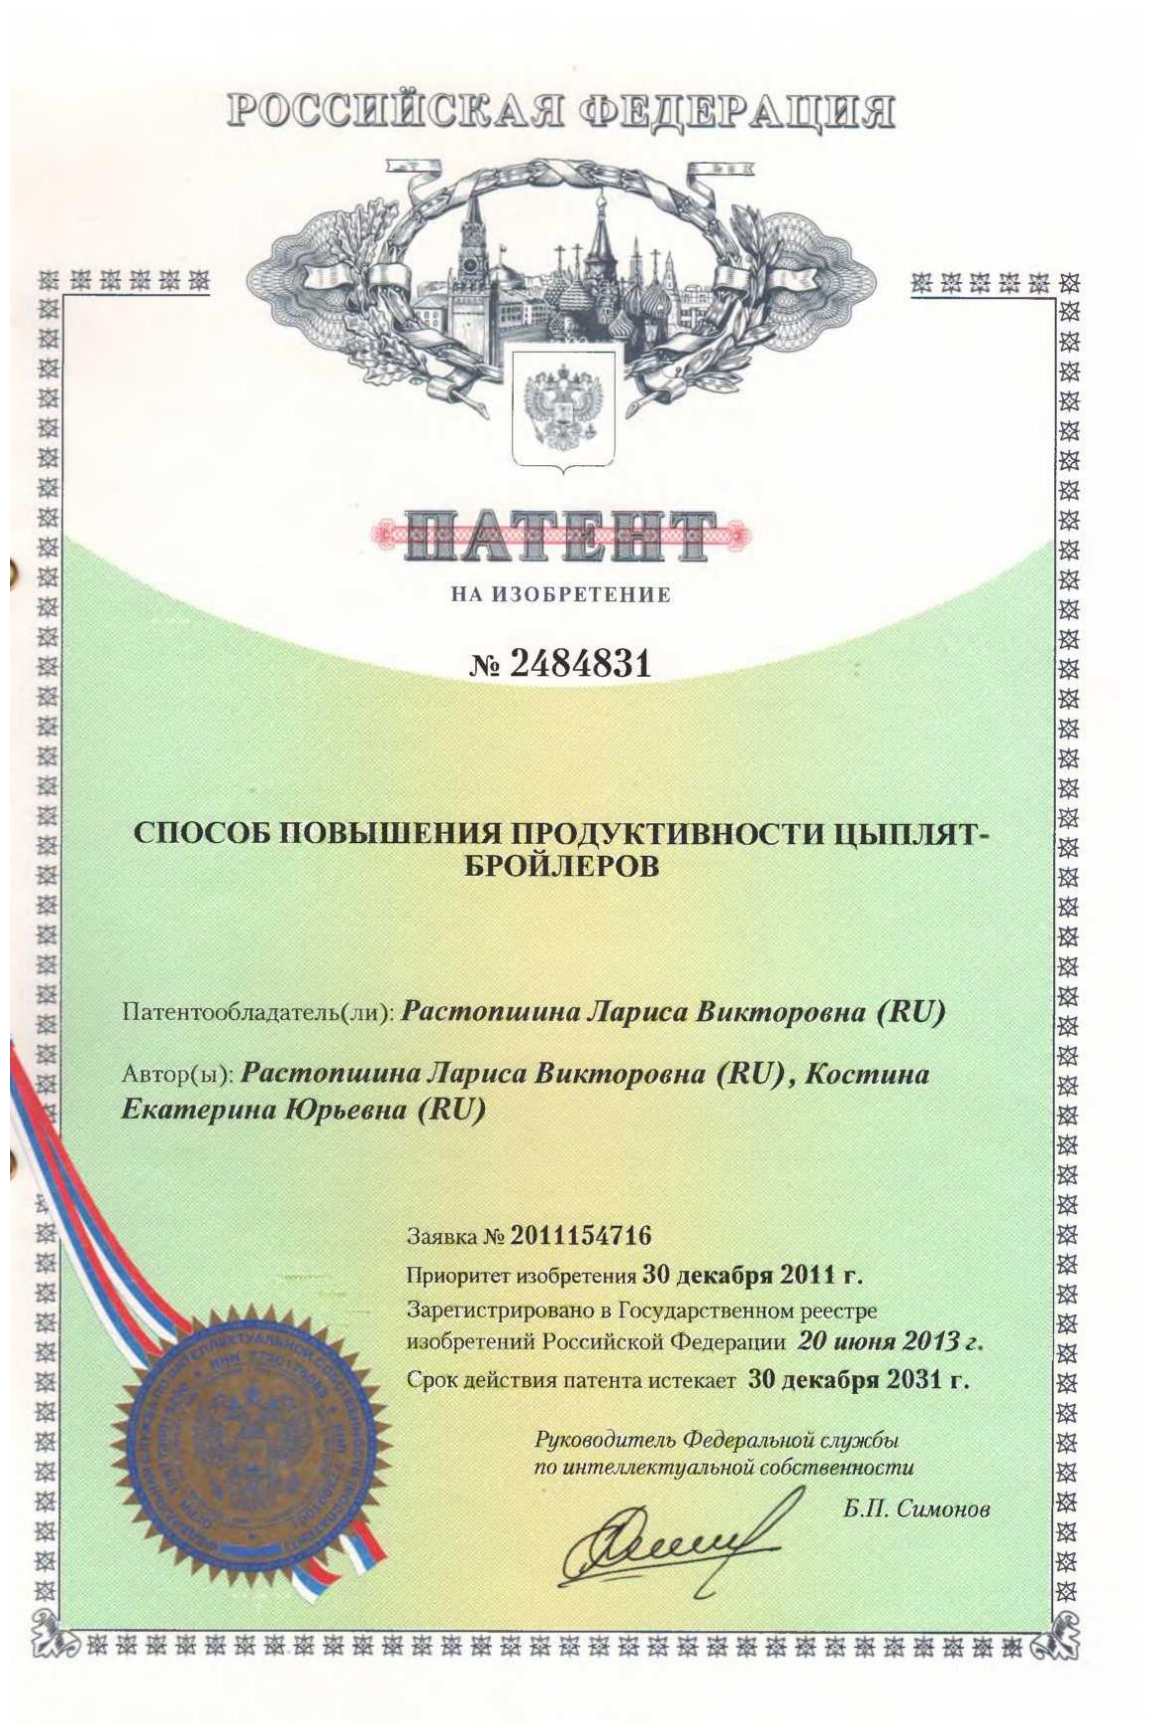 РОССИЙСКАЯ ФЕДЕРАЦИЯ
ПАТЕНТ
НА ИЗОБРЕТЕНИЕ
№ 2484831
СПОСОБ ПОВЫШЕНИЯ ПРОДУКТИВНОСТИ ЦЫПЛЯТ-
БРОЙЛЕРОВ
Патентообладатель(ли): Растопшина Лариса Викторовна (RU)
Автор(ы): Растопшина Лариса Викторовна (RU), Костина
Екатерина Юрьевна (RU)
Заявка № 2011154716
Приоритет изобретения 30 декабря 2011 г.
Зарегистрировано в Государственном реестре
изобретений Российской Федерации 20 июня 2013 г.
Срок действия патента истекает 30 декабря 2031 г.
Руководитель Федеральной службы
по интеллектуальной собственности
Б.П. Симонов